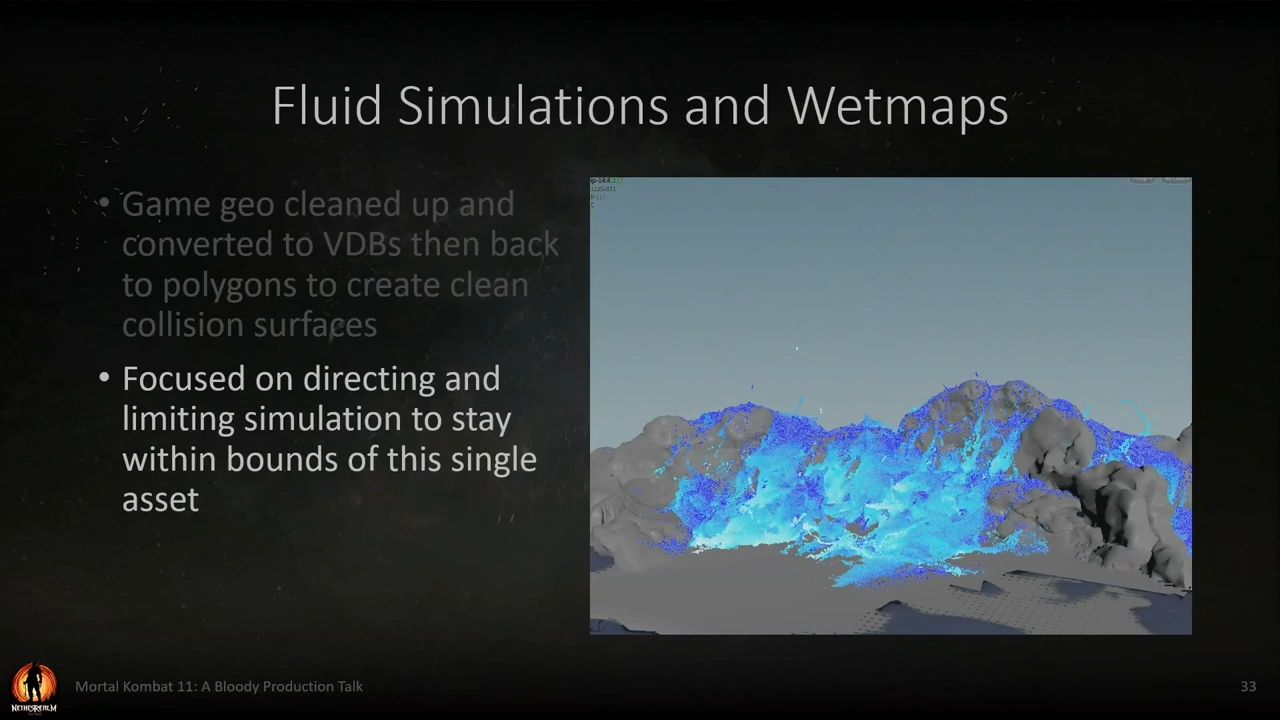 Fluid Simulations and Wetmaps
• Game geo cleaned up and
converted to VDBs then back
to polygons to create clean
collision surfaces
• Focused on directing and
limiting simulation to stay
within bounds of this single
asset
NETHERREALM
Mortal Kombat 11: A Bloody Production Talk
33